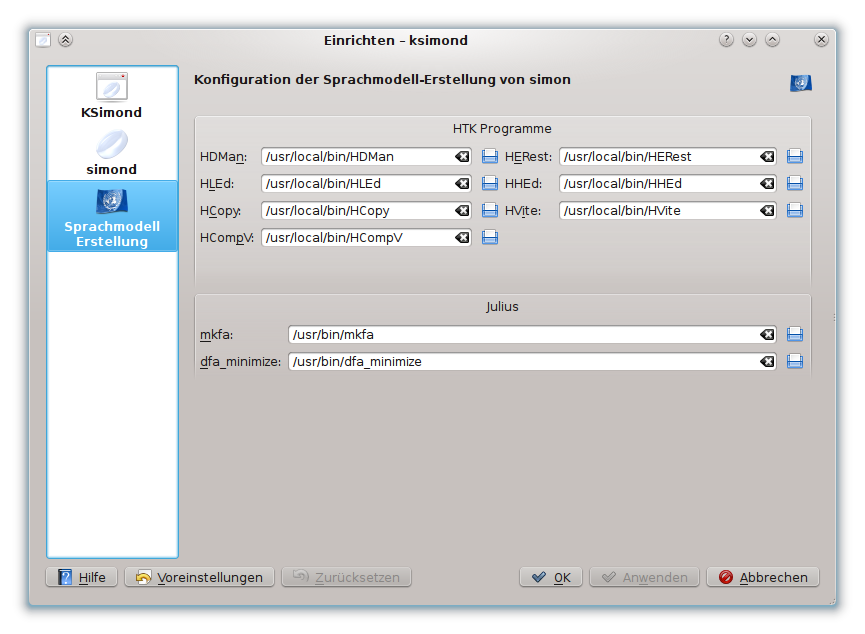 Einrichten – ksimond
KSimond
simond
Sprachmodell
Erstellung
Konfiguration der Sprachmodell-Erstellung von simon
HTK Programme
HDMan: /usr/local/bin/HDMan HERest: /usr/local/bin/HERest
HLEd: /usr/local/bin/HLEd HHEd: /usr/local/bin/HHEd
HCopy: /usr/local/bin/HCopy HVite: /usr/local/bin/HVite
HCompV: /usr/local/bin/HCompV
Julius
mkfa: /usr/bin/mkfa
dfa_minimize: /usr/bin/dfa_minimize
Hilfe Voreinstellungen Zurücksetzen OK Anwenden Abbrechen